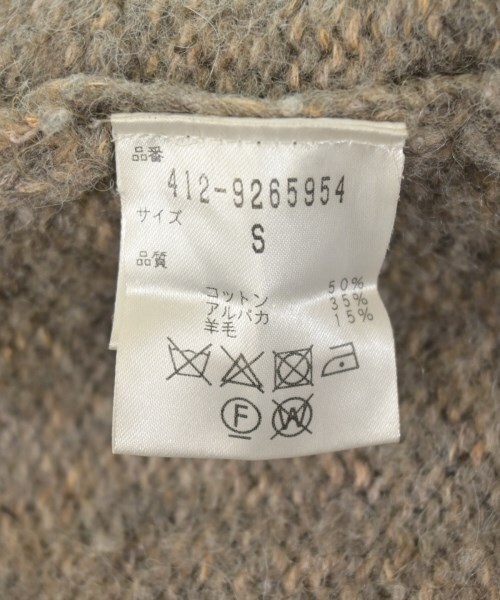 品番
412-9265954
サイズ
S
品質
コットン 50%
アルパカ 35%
羊毛 15%
F W